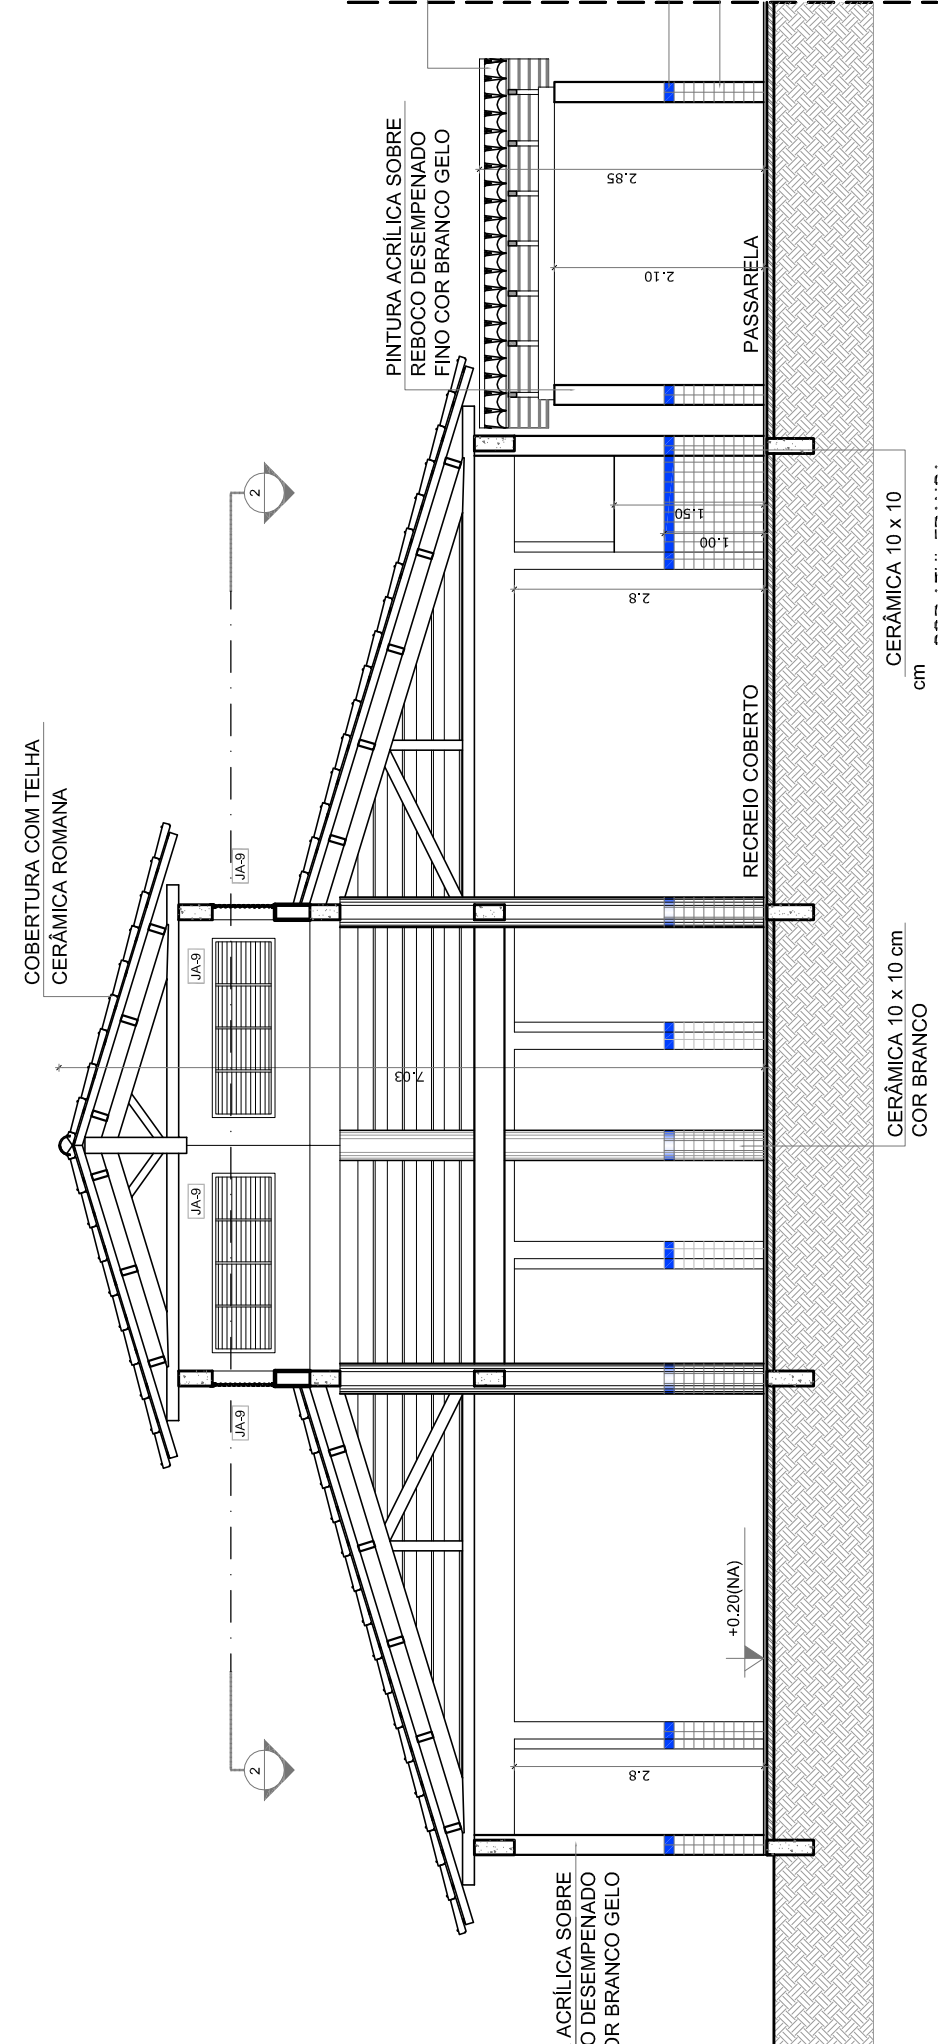 COBERTURA COM TELHA
CERÂMICA ROMANA
PINTURA ACRÍLICA SOBRE
REBOCO DESEMPENADO
FINO COR BRANCO GELO
2
2
JA-9
JA-9
JA-9
JA-9
7.03
2.85
2.10
1.50
1.00
2.8
2.8
PASSARELA
RECREIO COBERTO
+0.20(NA)
ACRÍLICA SOBRE
DESEMPENADO
BRANCO GELO
CERÂMICA 10 x 10 cm
COR BRANCO
CERÂMICA 10 x 10
cm